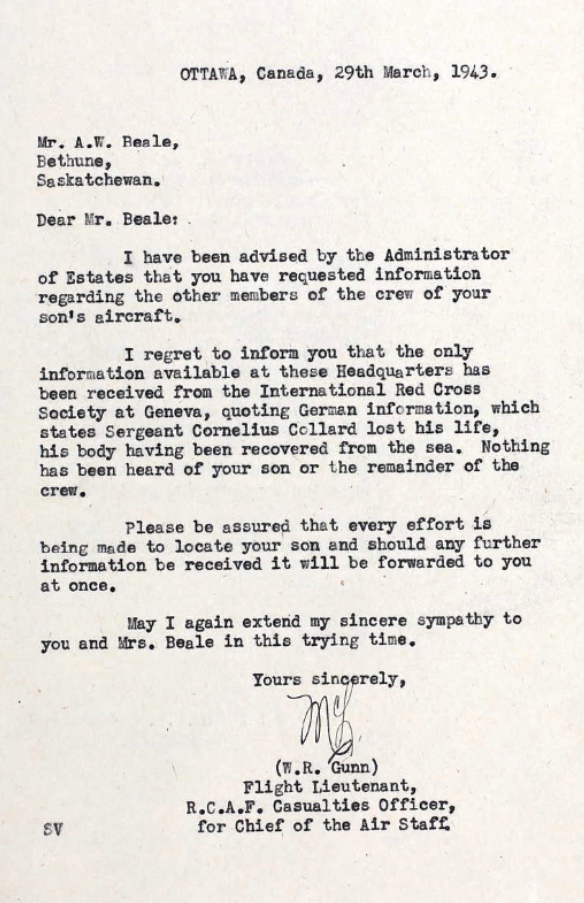 OTTAWA, Canada, 29th March, 1943.
Mr. A.W. Beale,
Bethune,
Saskatchewan.
Dear Mr. Beale:
I have been advised by the Administrator
of Estates that you have requested information
regarding the other members of the crew of your
son's aircraft.
I regret to inform you that the only
information available at these Headquarters has
been received from the International Red Cross
Society at Geneva, quoting German information, which
states Sergeant Cornelius Collard lost his life,
his body having been recovered from the sea. Nothing
has been heard of your son or the remainder of the
crew.
Please be assured that every effort is
being made to locate your son and should any further
information be received it will be forwarded to you
at once.
May I again extend my sincere sympathy to
you and Mrs. Beale in this trying time.
Yours sincerely,
(W.R. Gunn)
Flight Lieutenant,
R.C.A.F. Casualties Officer,
for Chief of the Air Staff.
SV